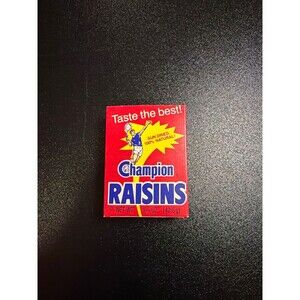 Taste the best!
SUN DRIED
100% NATURAL!
Champion
RAISINS